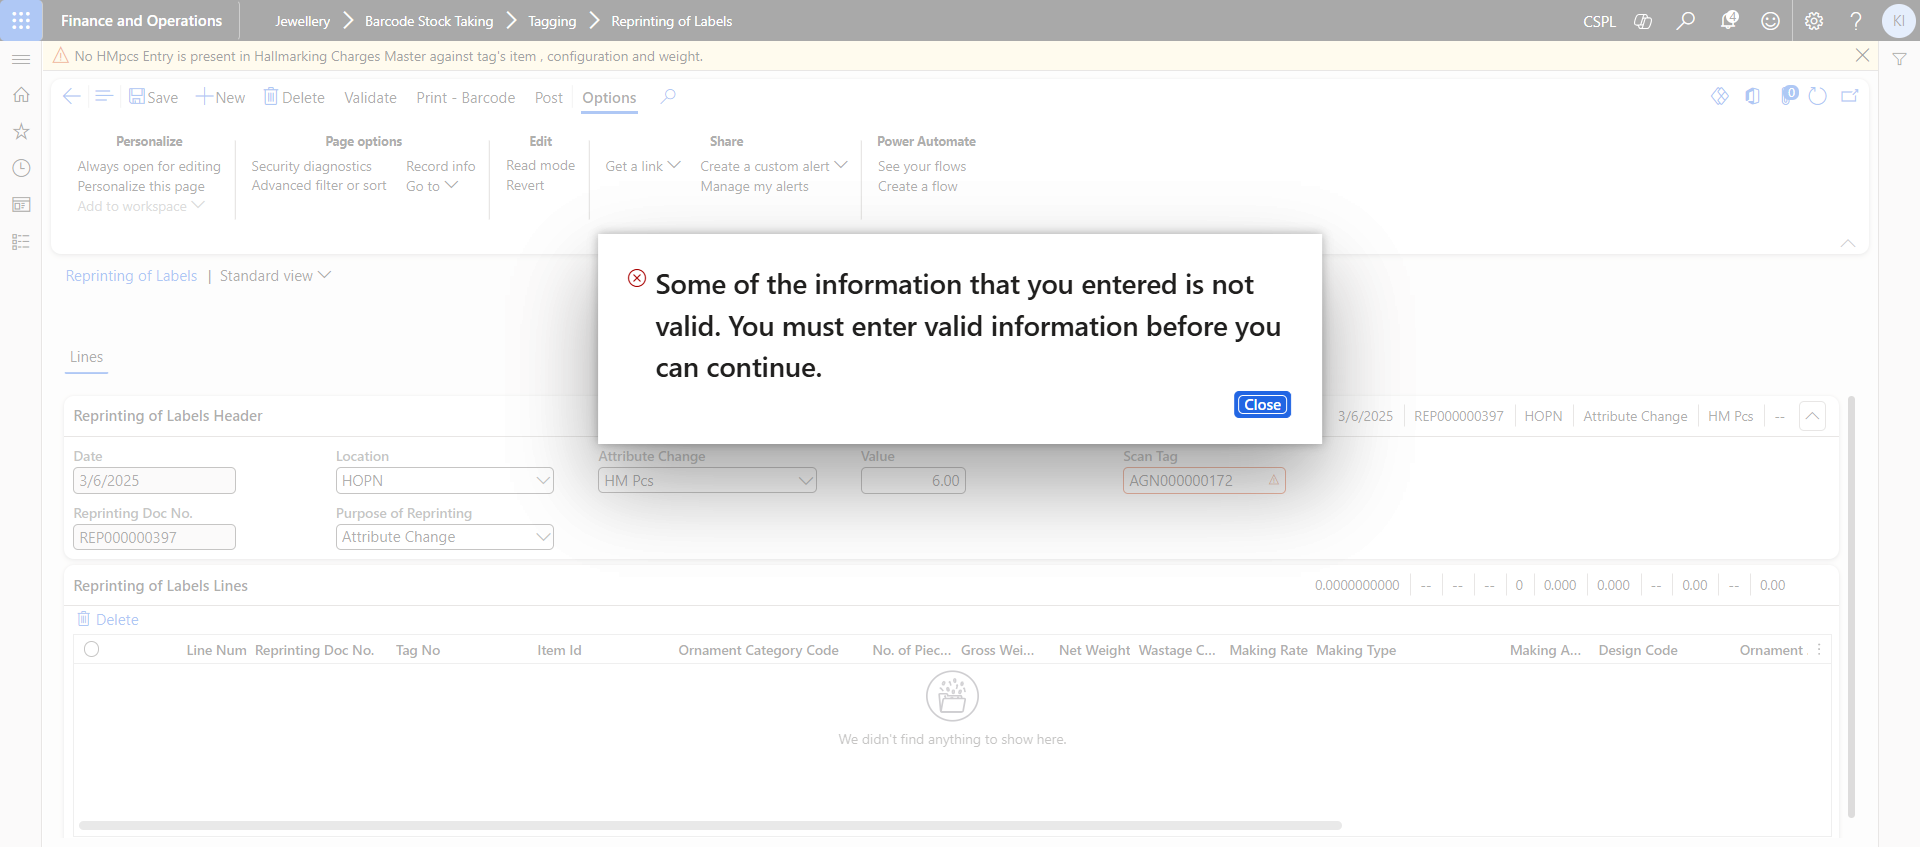 Finance and Operations
Jewellery Barcode Stock Taking Tagging Reprinting of Labels
CSPL 4 ? KI
No HMpcs Entry is present in Hallmarking Charges Master against tag's item , configuration and weight.
Save New Delete Validate Print - Barcode Post Options 0
Personalize Page options Edit Share Power Automate
Always open for editing Security diagnostics Record info Read mode Get a link Create a custom alert See your flows
Personalize this page Advanced filter or sort Go to Revert Manage my alerts Create a flow
Add to workspace
Reprinting of Labels | Standard view
Some of the information that you entered is not
valid. You must enter valid information before you
can continue.
Close
Lines
Reprinting of Labels Header 3/6/2025 REP000000397 HOPN Attribute Change HM Pcs --
Date Location Attribute Change Value Scan Tag
3/6/2025 HOPN HM Pcs 6.00 AGN000000172
Reprinting Doc No. Purpose of Reprinting
REP000000397 Attribute Change
Reprinting of Labels Lines 0.0000000000 -- -- -- 0 0.000 0.000 -- 0.00 -- 0.00
Delete
Line Num Reprinting Doc No. Tag No Item Id Ornament Category Code No. of Piec... Gross Wei... Net Weight Wastage C... Making Rate Making Type Making A... Design Code Ornament
We didn't find anything to show here.